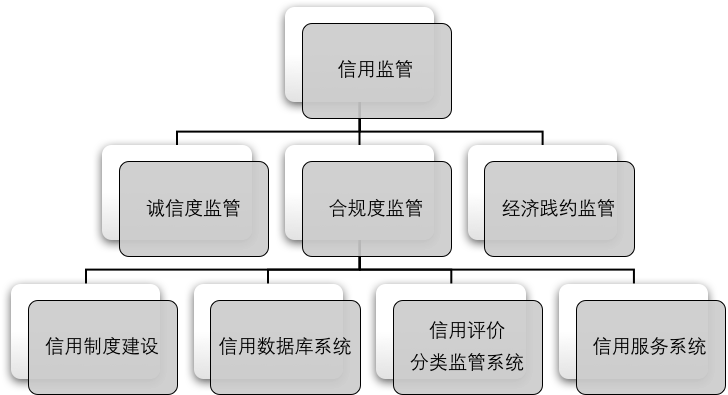 信用监管
诚信度监管
合规度监管
经济践约监管
信用制度建设
信用数据库系统
信用评价
分类监管系统
信用服务系统